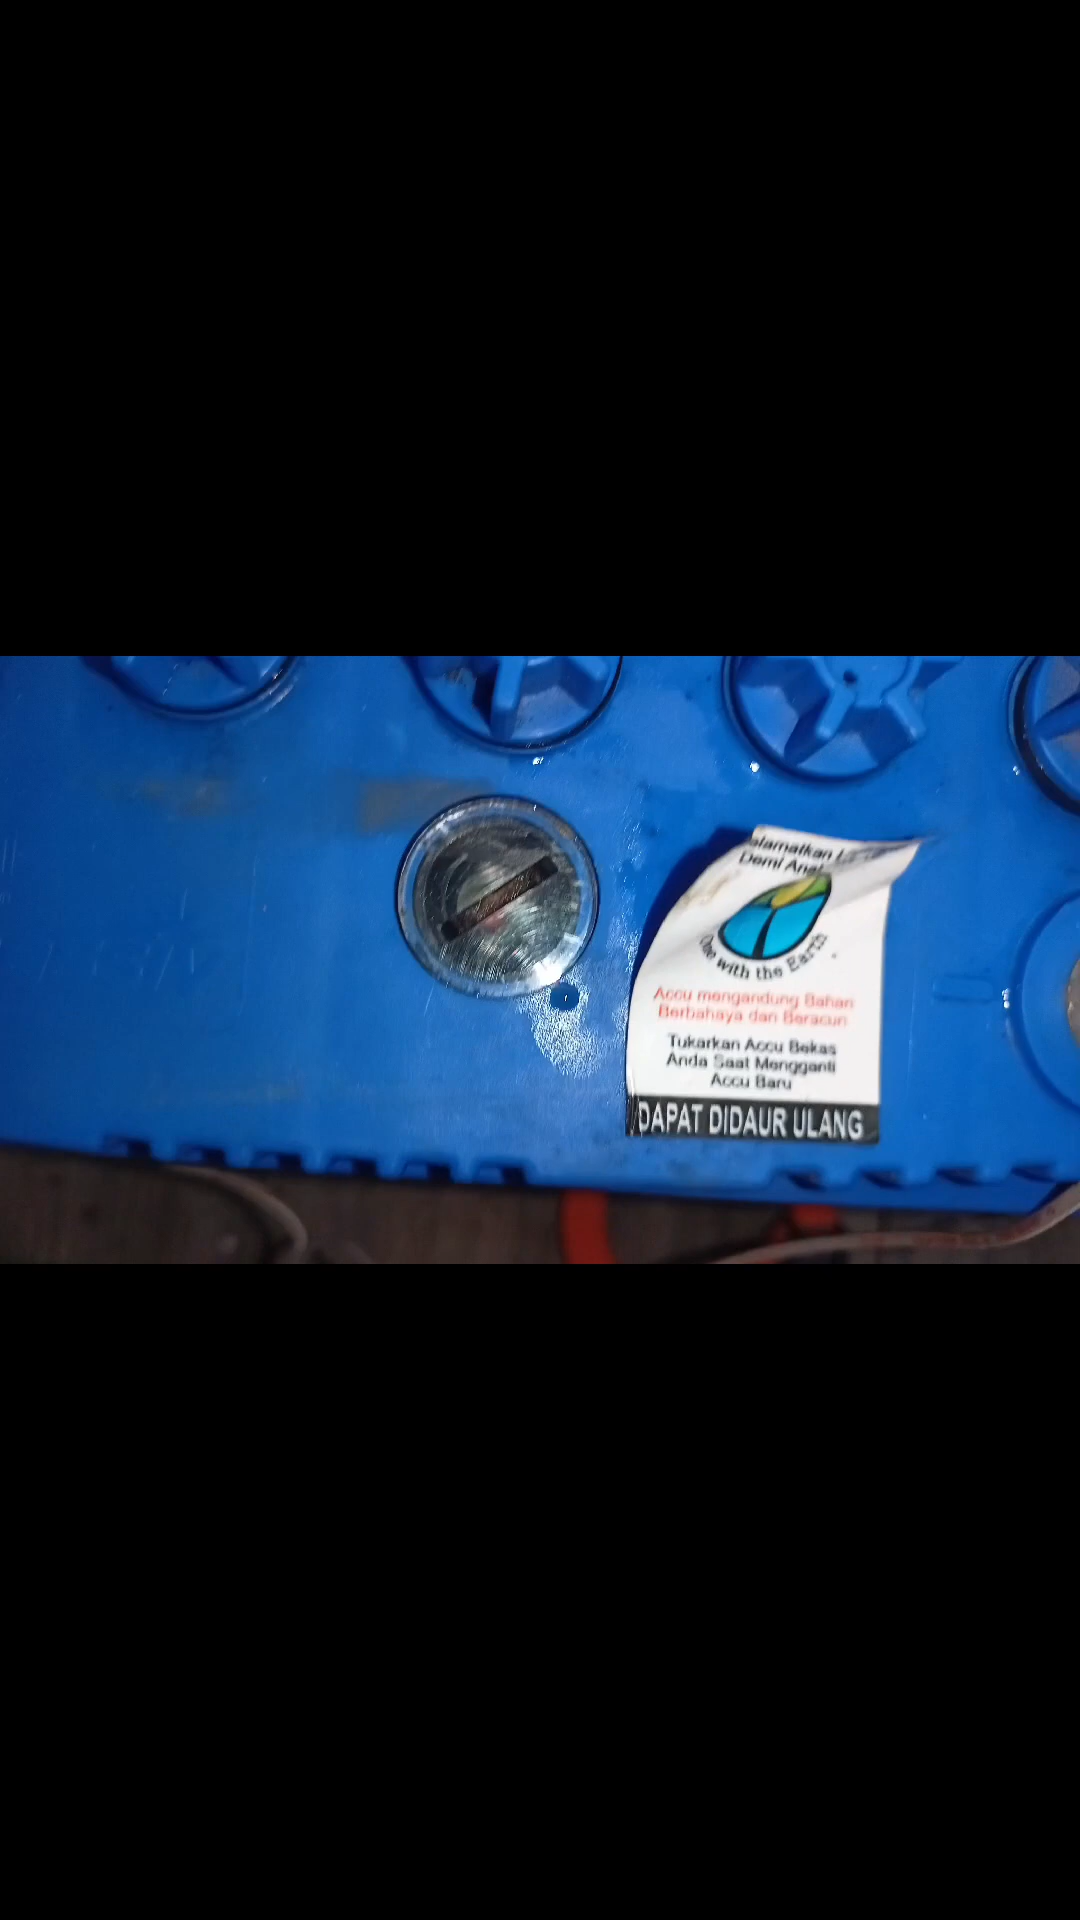 Demi
One with the Earth
Accu mengandung Bahan
Berbahaya dan Beracun
Tukarkan Accu Bekas
Anda Saat Mengganti
Accu Baru
DAPAT DIDAUR ULANG